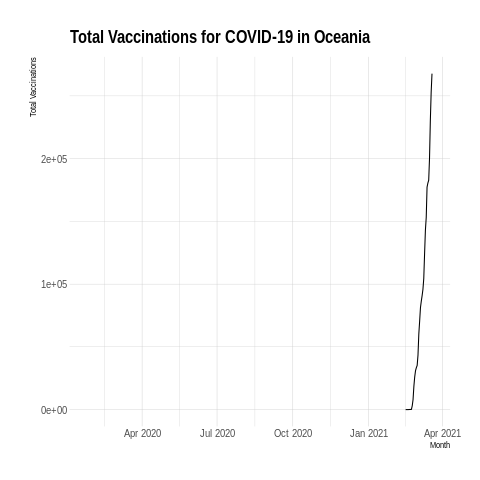 Total Vaccinations for COVID-19 in Oceania
Total Vaccinations
2e+05
1e+05
0e+00
Apr 2020 Jul 2020 Oct 2020 Jan 2021 Apr 2021
Month